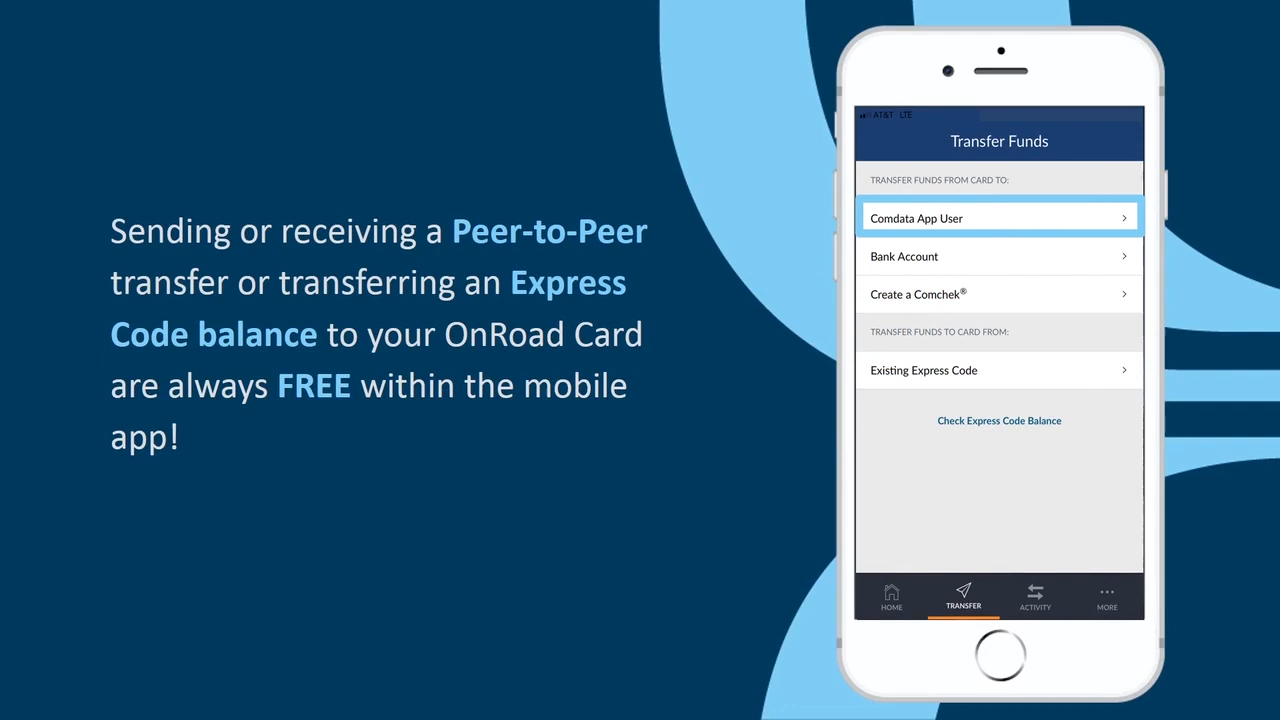 Sending or receiving a Peer-to-Peer
transfer or transferring an Express
Code balance to your OnRoad Card
are always FREE within the mobile
app!
AT&T LTE
Transfer Funds
TRANSFER FUNDS FROM CARD TO:
Comdata App User
Bank Account
Create a Comchek®
TRANSFER FUNDS TO CARD FROM:
Existing Express Code
Check Express Code Balance
HOME TRANSFER ACTIVITY MORE